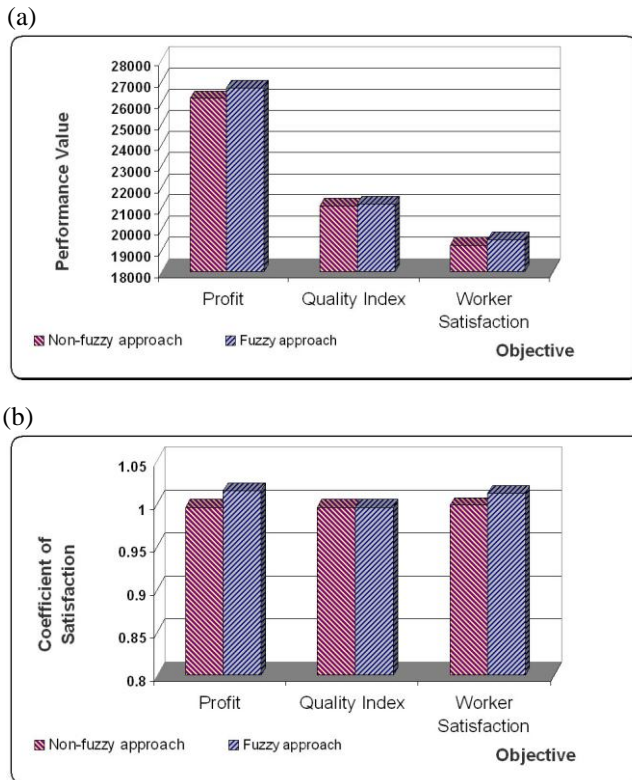 (a)
28000
27000
26000
25000
24000
23000
22000
21000
20000
19000
18000
Performance Value
Profit
Quality Index
Worker
Satisfaction
Non-fuzzy approach
Fuzzy approach
Objective
(b)
1.05
1
0.95
0.9
0.85
0.8
Coefficient of
Satisfaction
Profit
Quality Index
Worker
Satisfaction
Non-fuzzy approach
Fuzzy approach
Objective